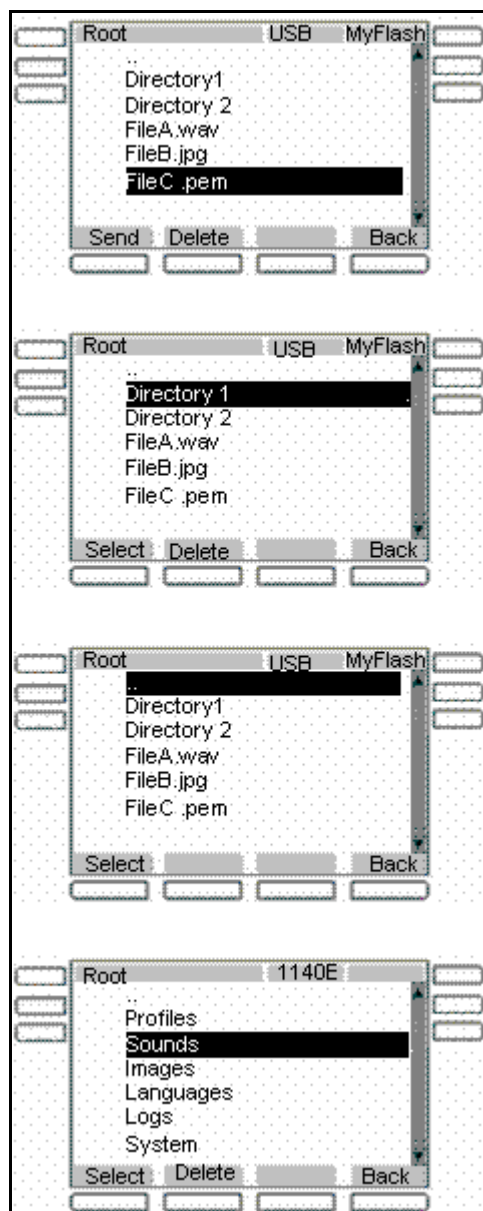 Root USB MyFlash
..
Directory1
Directory 2
FileA.wav
FileB.jpg
FileC .pem
Send Delete Back
Root USB MyFlash
..
Directory 1
Directory 2
FileA.wav
FileB.jpg
FileC .pem
Select Delete Back
Root USB MyFlash
..
Directory1
Directory 2
FileA.wav
FileB.jpg
FileC .pem
Select Back
Root 1140E
..
Profiles
Sounds
Images
Languages
Logs
System
Select Delete Back